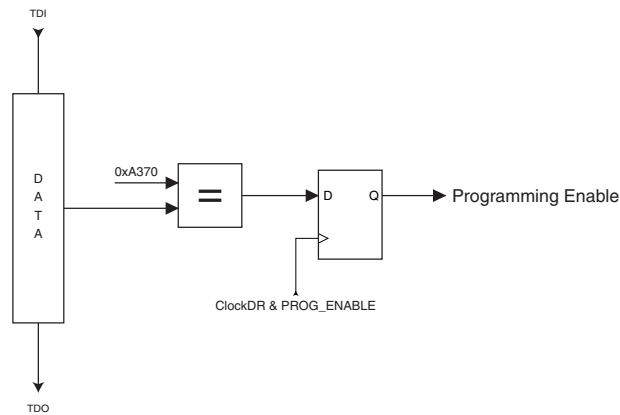 TDI
D
A
T
A
0xA370
=
D
Q
Programming Enable
ClockDR & PROG_ENABLE
TDO